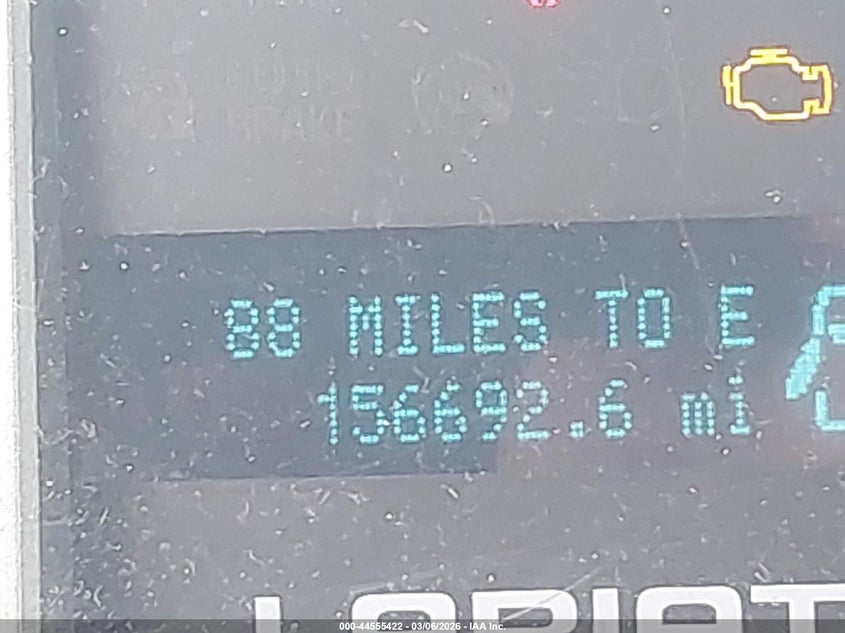 88 MILES TO E
156692.6 mi
000-44555422 - 03/06/2026 - IAA Inc.